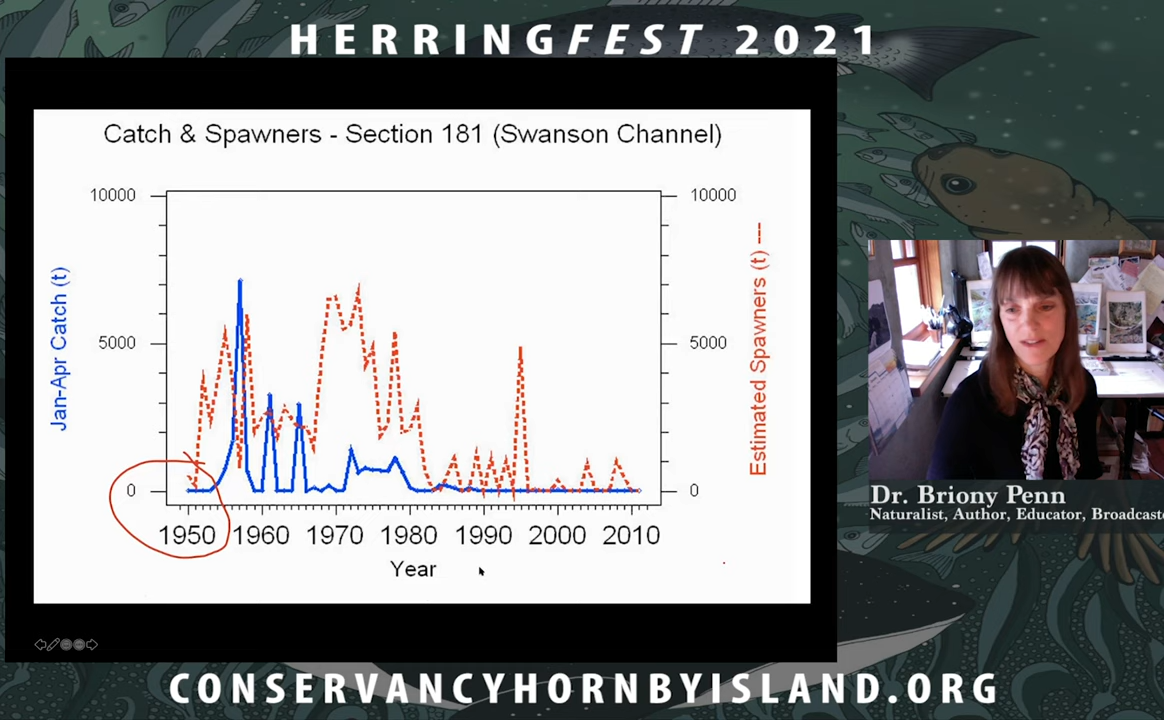 HERRINGFEST 2021
Catch & Spawners - Section 181 (Swanson Channel)
10000
5000
0
Jan-Apr Catch (t)
10000
5000
0
Estimated Spawners (t) ---
1950 1960 1970 1980 1990 2000 2010
Year
Dr. Briony Penn
Naturalist, Author, Educator, Broadcaste
CONSERVANCYHORNBYISLAND.ORG